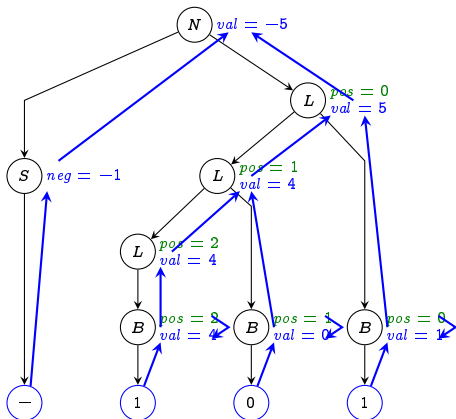 N val = −5
L pos = 0
val = 5
S neg = −1
L pos = 1
val = 4
L pos = 2
val = 4
B pos = 2
val = 4
B pos = 1
val = 0
B pos = 0
val = 1
−
1
0
1